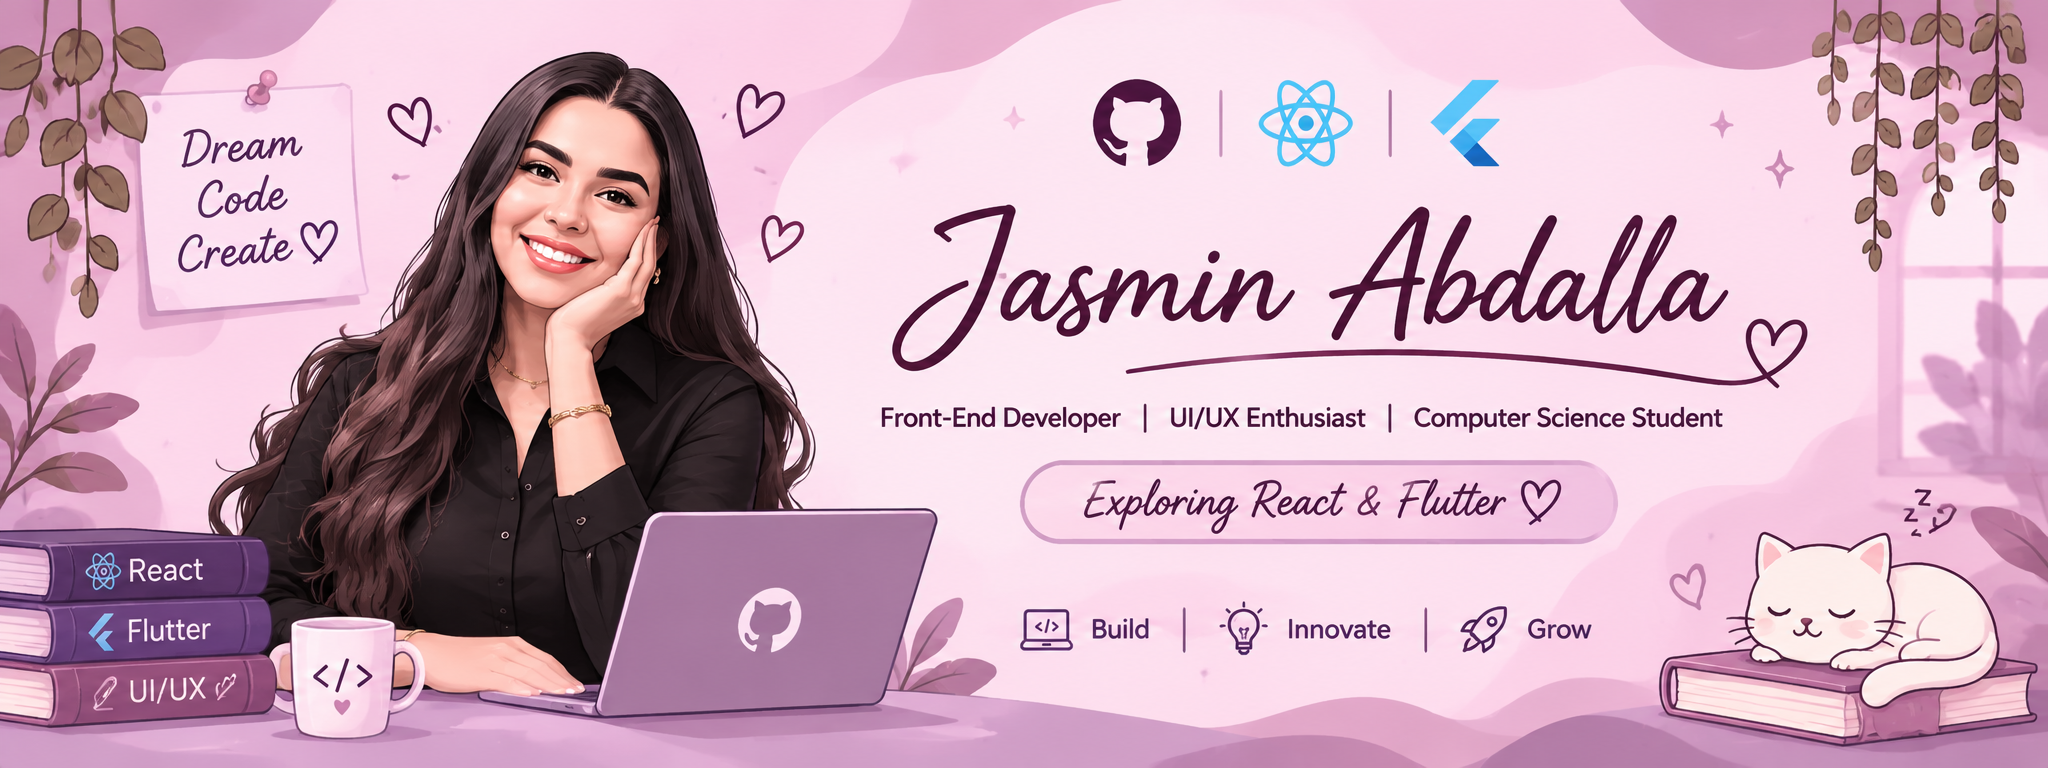 Dream
Code
Create
Jasmin Abdalla
Front-End Developer | UI/UX Enthusiast | Computer Science Student
Exploring React & Flutter
</> Build | Innovate | Grow
React
Flutter
UI/UX
</>
z z z